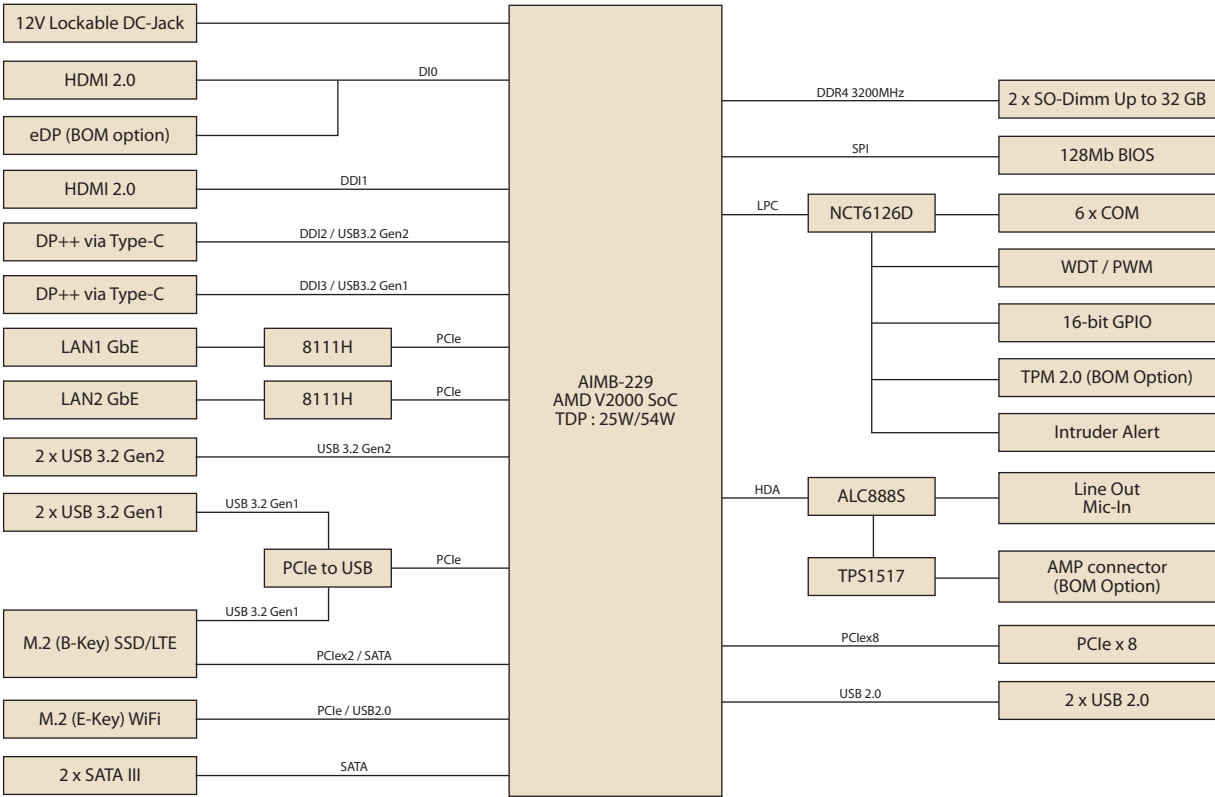 12V Lockable DC-Jack
HDMI 2.0
DI0
eDP (BOM option)
HDMI 2.0
DDI1
DP++ via Type-C
DDI2 / USB3.2 Gen2
DP++ via Type-C
DDI3 / USB3.2 Gen1
LAN1 GbE
8111H
PCIe
LAN2 GbE
8111H
PCIe
2 x USB 3.2 Gen2
USB 3.2 Gen2
2 x USB 3.2 Gen1
USB 3.2 Gen1
PCIe to USB
PCIe
USB 3.2 Gen1
M.2 (B-Key) SSD/LTE
PCIex2 / SATA
M.2 (E-Key) WiFi
PCIe / USB2.0
2 x SATA III
SATA
AIMB-229
AMD V2000 SoC
TDP : 25W/54W
DDR4 3200MHz
2 x SO-Dimm Up to 32 GB
SPI
128Mb BIOS
LPC
NCT6126D
6 x COM
WDT / PWM
16-bit GPIO
TPM 2.0 (BOM Option)
Intruder Alert
HDA
ALC888S
Line Out
Mic-In
TPS1517
AMP connector
(BOM Option)
PCIex8
PCIe x 8
USB 2.0
2 x USB 2.0